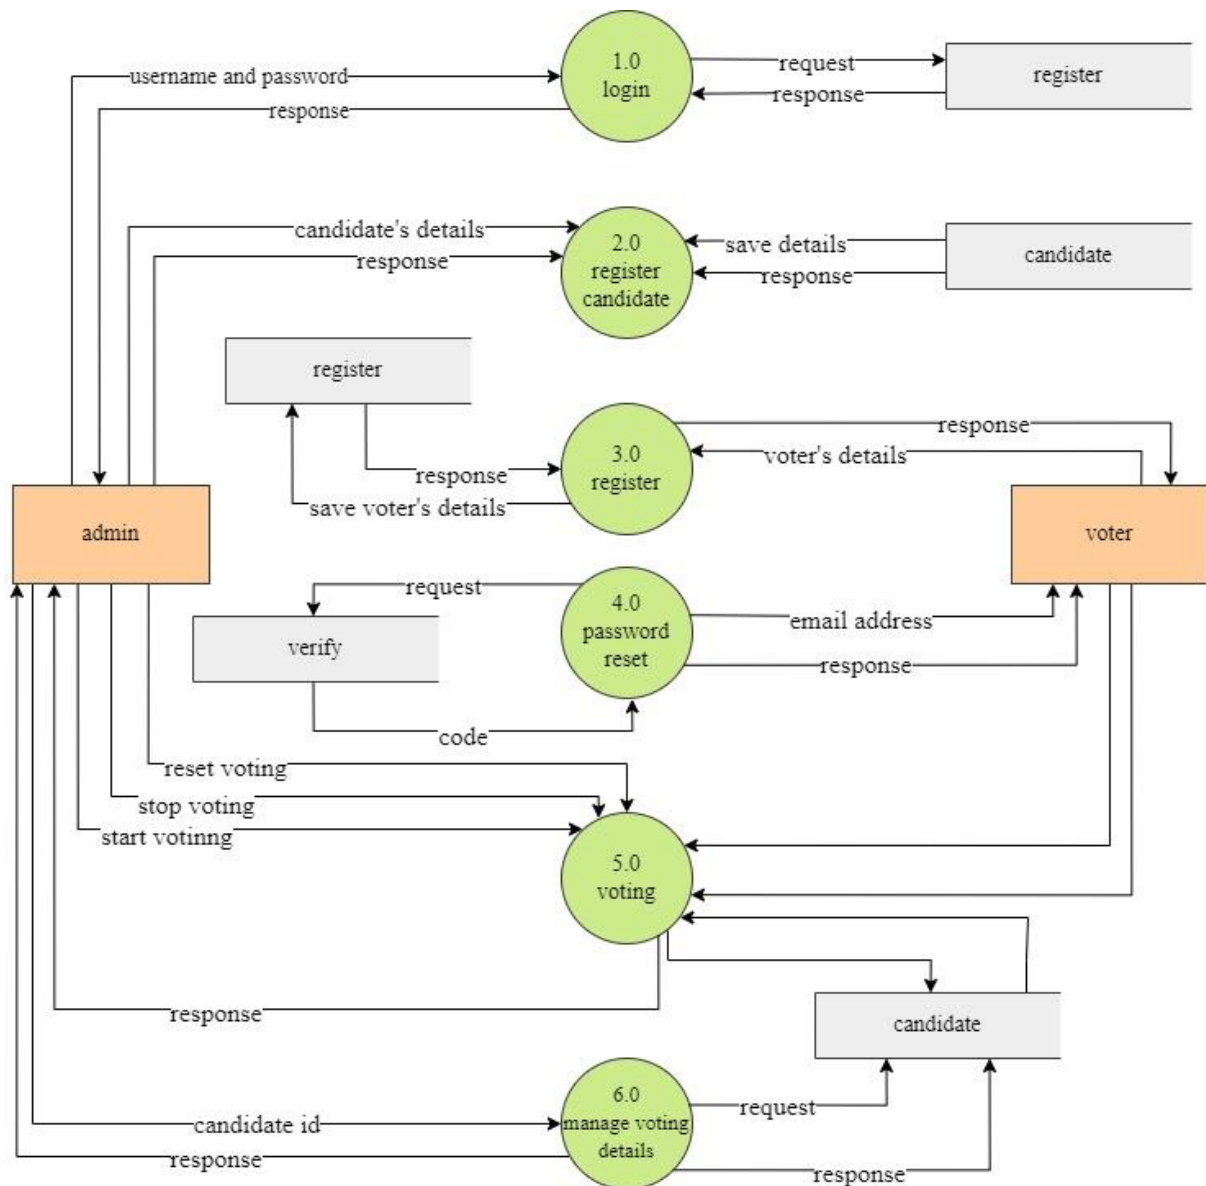 1.0
login
username and password
request
register
response
response
candidate's details
2.0
register
candidate
save details
candidate
response
response
register
response
3.0
register
voter's details
response
save voter's details
admin
voter
request
4.0
password
reset
email address
verify
response
code
reset voting
stop voting
start votinng
5.0
voting
response
candidate
6.0
manage voting
details
request
candidate id
response
response